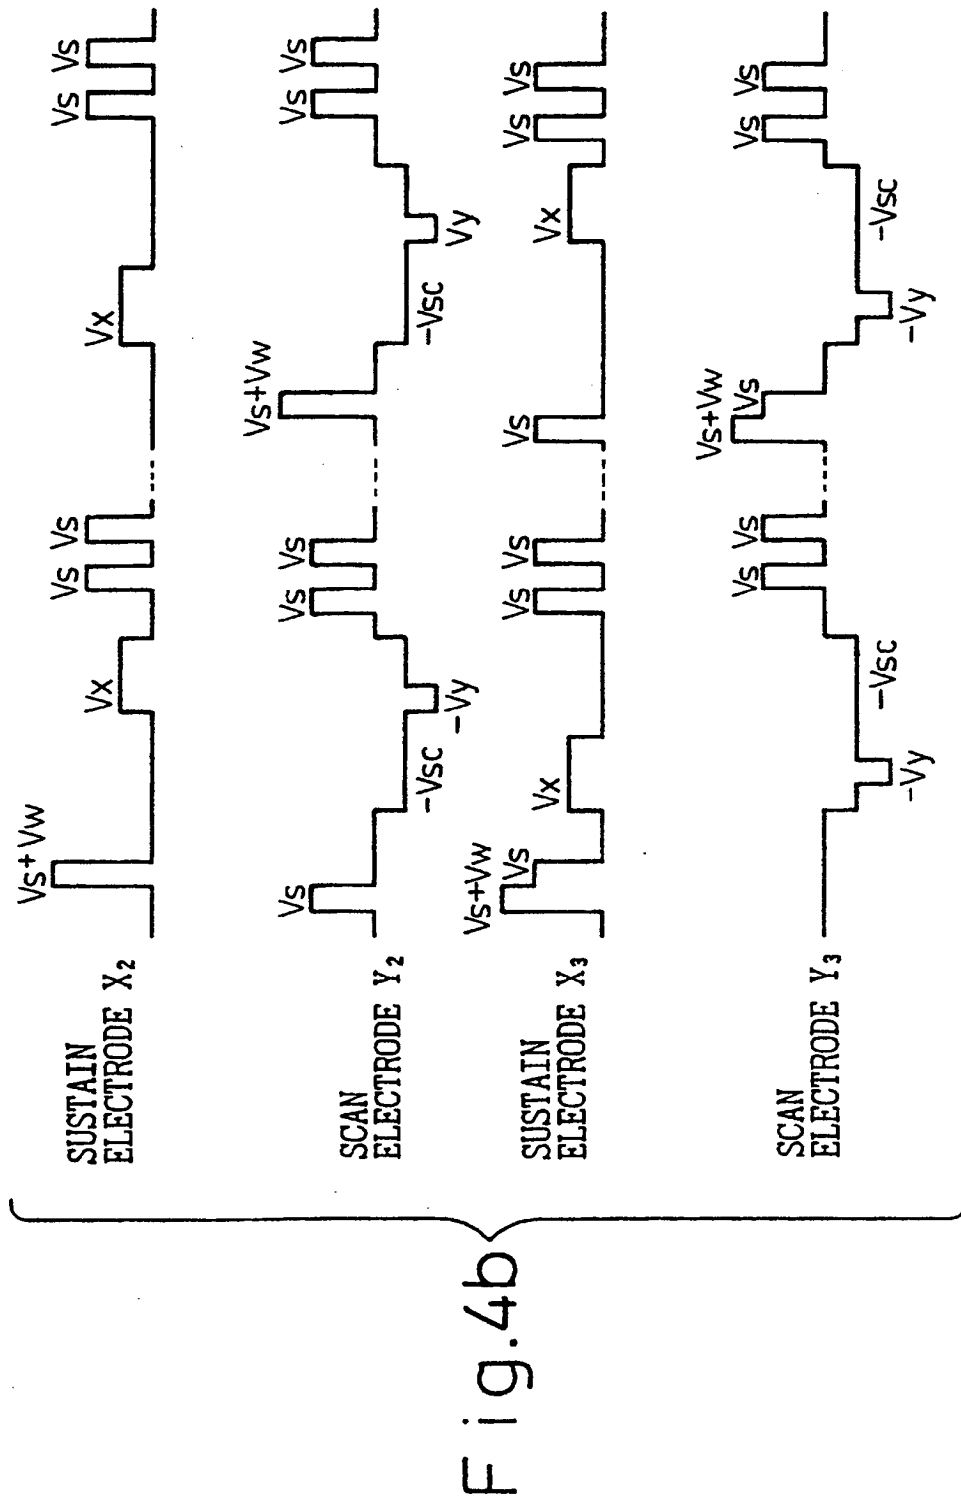 Fig.4b
SUSTAIN
ELECTRODE X2
Vs+Vw
Vx
Vs
Vs
Vx
Vs
Vs
SCAN
ELECTRODE Y2
Vs
-Vsc
-Vy
Vs
Vs
Vs+Vw
-Vsc
Vy
Vs
Vs
SUSTAIN
ELECTRODE X3
Vs+Vw
Vs
Vx
Vs
Vs
Vs
Vx
Vs
Vs
SCAN
ELECTRODE Y3
-Vy
-Vsc
Vs
Vs
Vs+Vw
Vs
-Vy
-Vsc
Vs
Vs